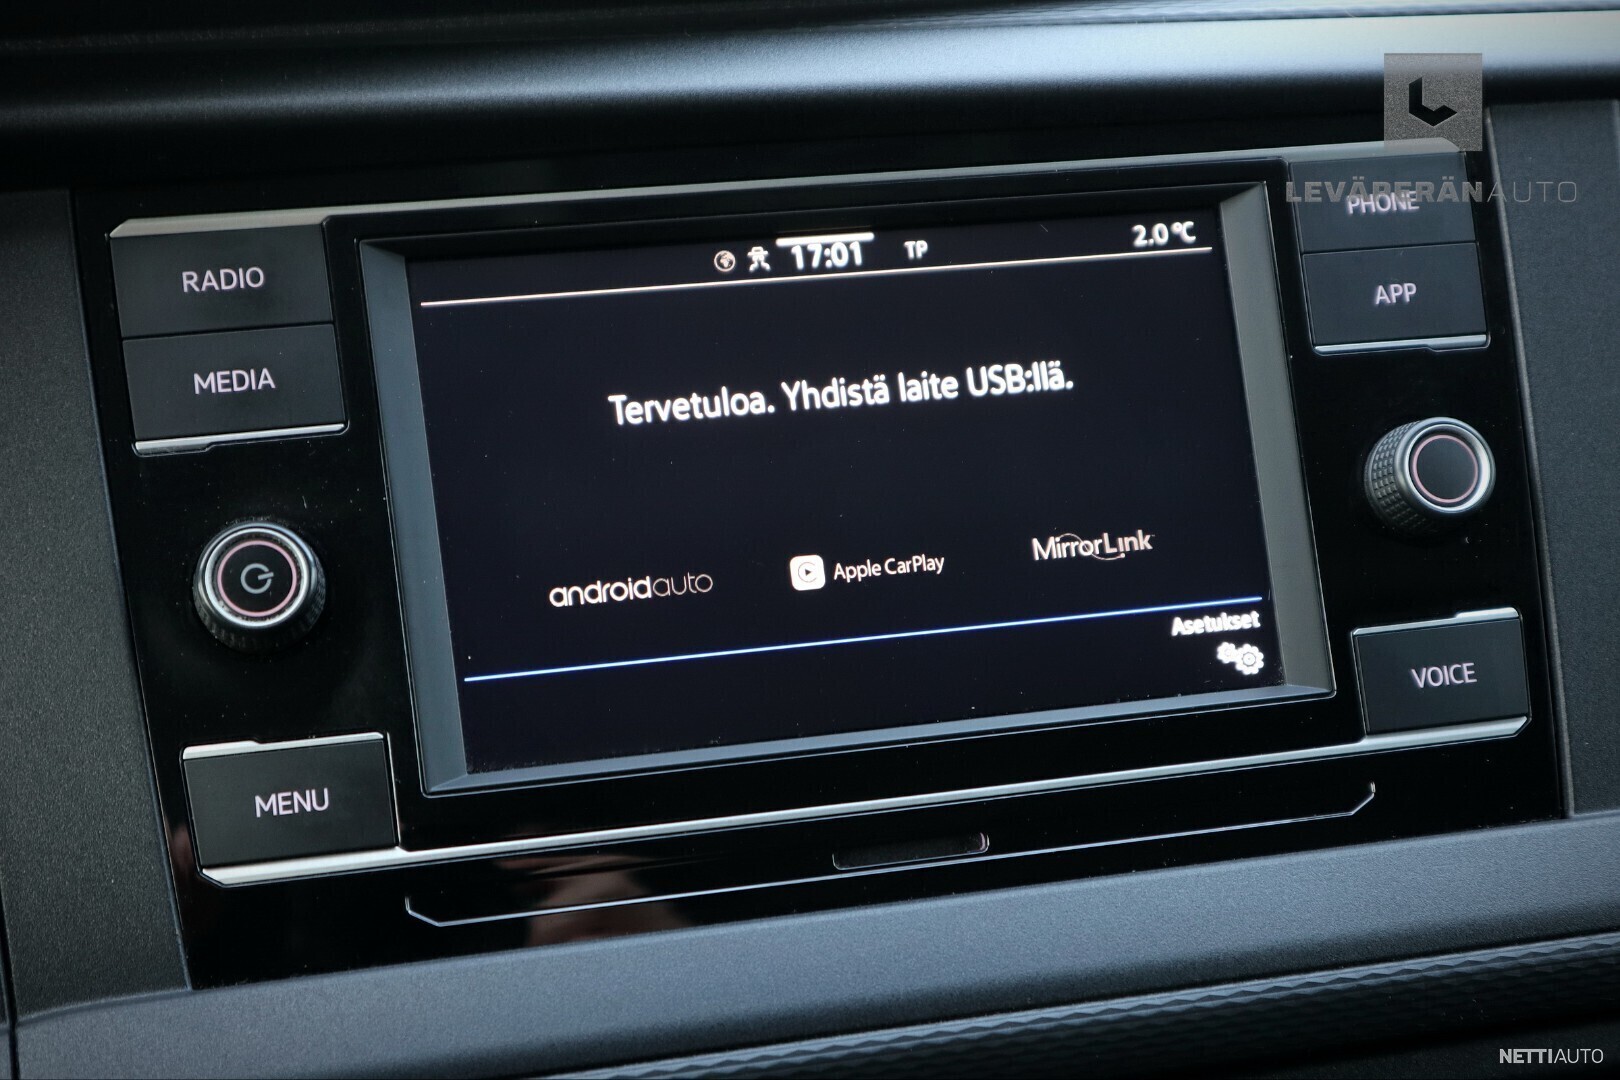 LEVÄPERÄNAUTO
RADIO
MEDIA
MENU
17:01 TP 2.0 °C
Tervetuloa. Yhdistä laite USB:llä.
androidauto Apple CarPlay MirrorLink
Asetukset
PHONE
APP
VOICE
NETTIAUTO